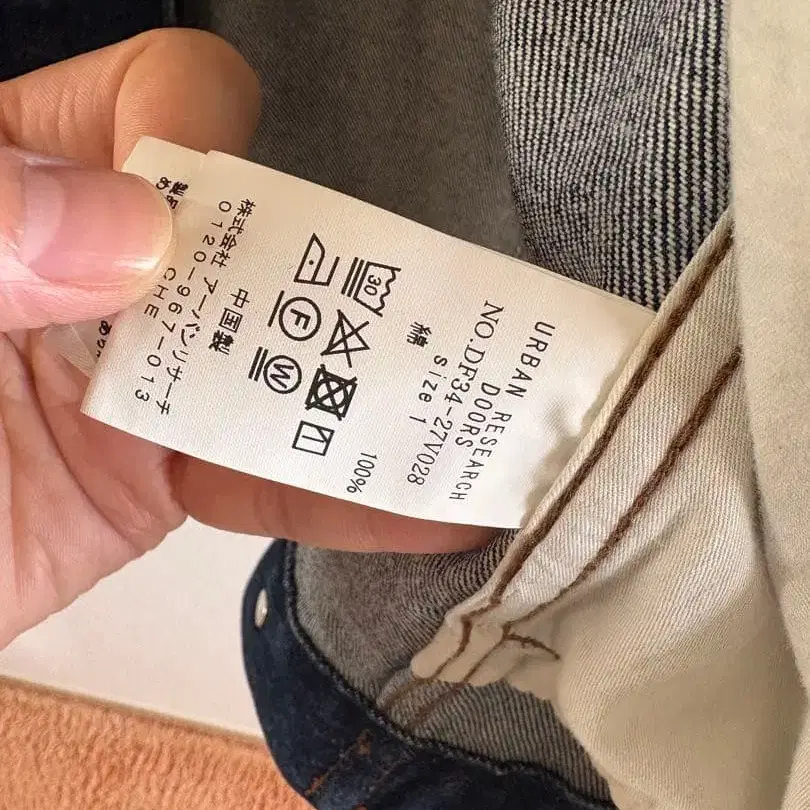 URBAN RESEARCH
DOORS
NO.DF34-27V028
Size 1
綿 100%
30
F
W
中国製
株式会社 アーバンリサーチ
0120-967-013
CHE